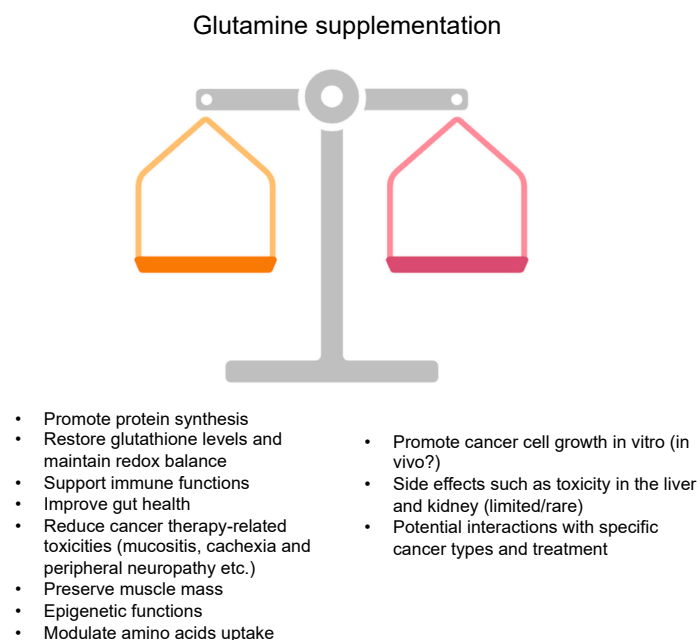 Glutamine supplementation
• Promote protein synthesis
• Restore glutathione levels and
maintain redox balance
• Support immune functions
• Improve gut health
• Reduce cancer therapy-related
toxicities (mucositis, cachexia and
peripheral neuropathy etc.)
• Preserve muscle mass
• Epigenetic functions
• Modulate amino acids uptake
• Promote cancer cell growth in vitro (in
vivo?)
• Side effects such as toxicity in the liver
and kidney (limited/rare)
• Potential interactions with specific
cancer types and treatment